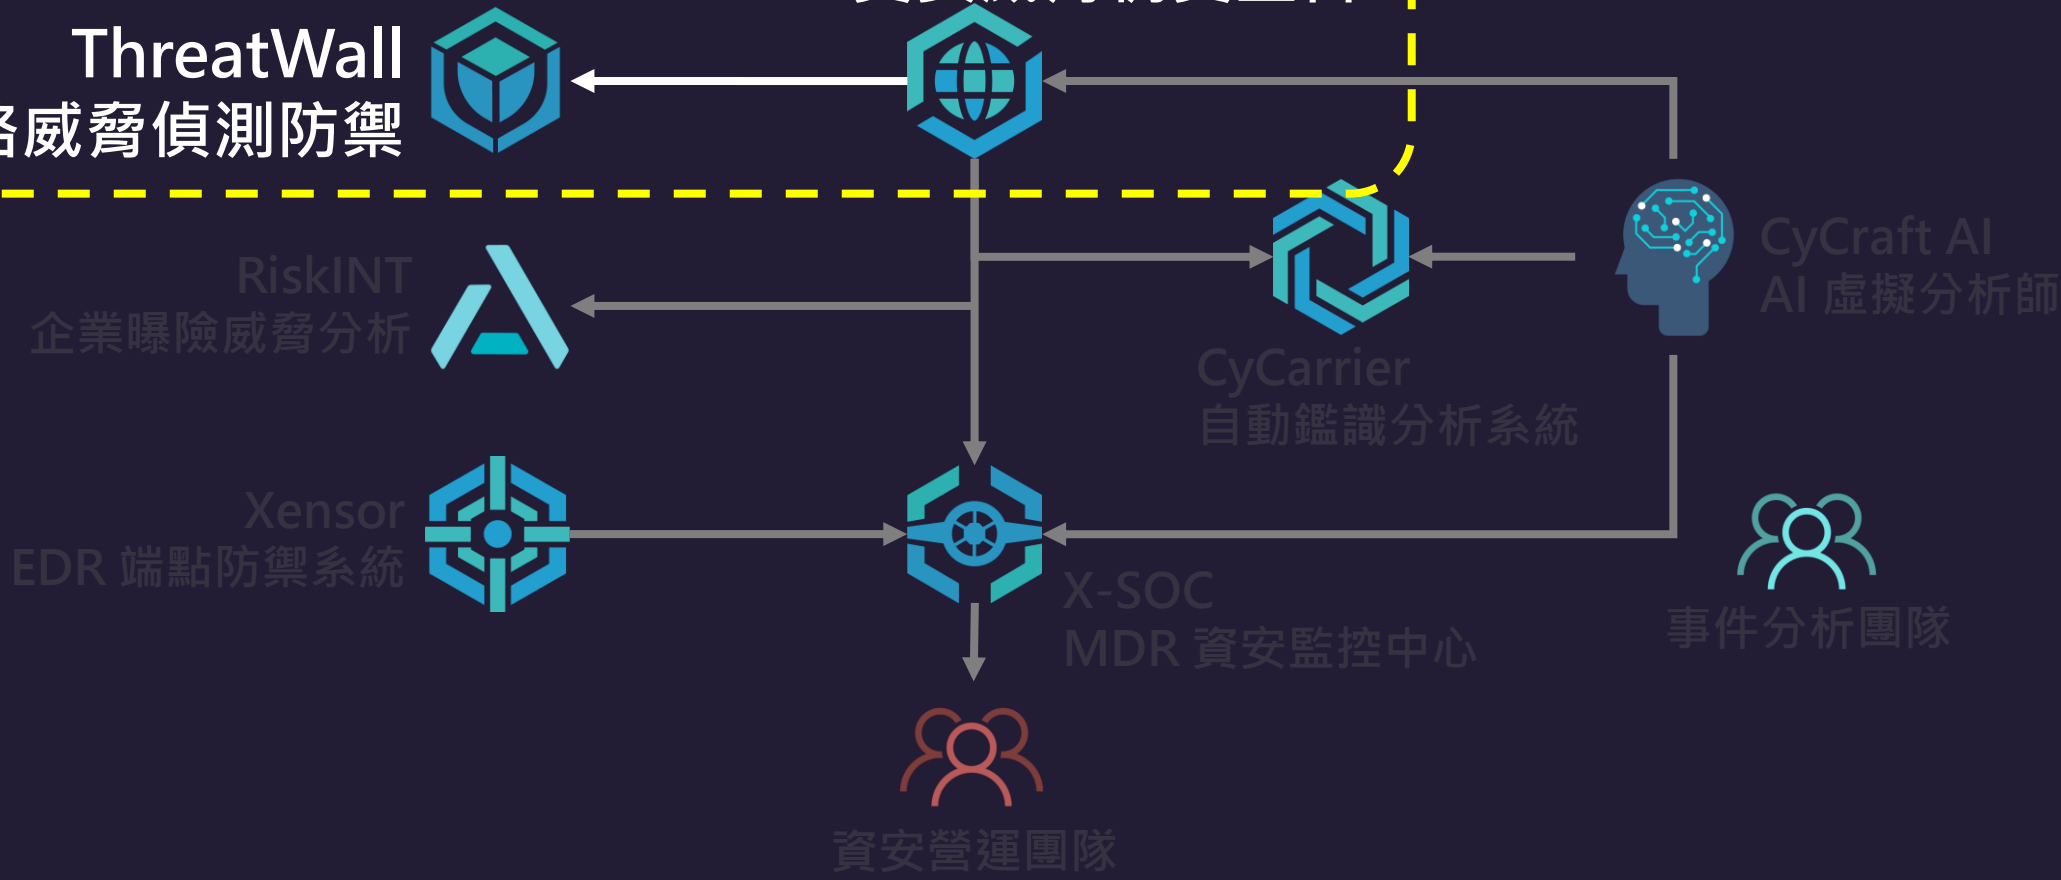 ThreatWall
威脅偵測防禦
RiskINT
企業曝險威脅分析
CyCraft AI
AI 虛擬分析師
CyCarrier
自動鑑識分析系統
Xensor
EDR 端點防禦系統
X-SOC
MDR 資安監控中心
事件分析團隊
資安營運團隊